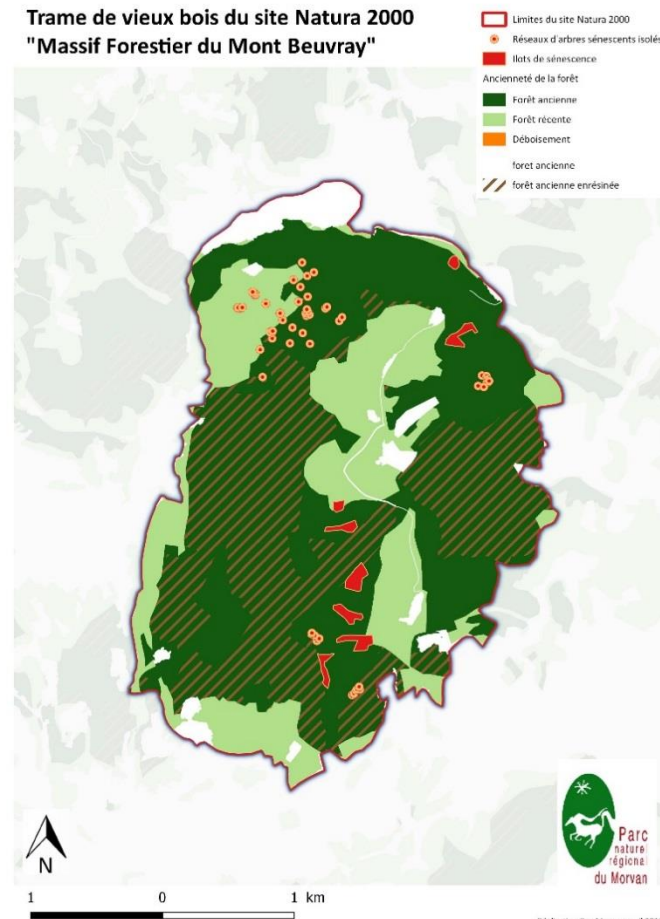 Trame de vieux bois du site Natura 2000
"Massif Forestier du Mont Beuvray"
Limites du site Natura 2000
Réseaux d'arbres sénescents isolés
Ilots de sénescence
Ancienneté de la forêt
Forêt ancienne
Forêt récente
Déboisement
foret ancienne
forêt ancienne enrésinée
N
Parc
naturel
régional
du Morvan
1 0 1 km